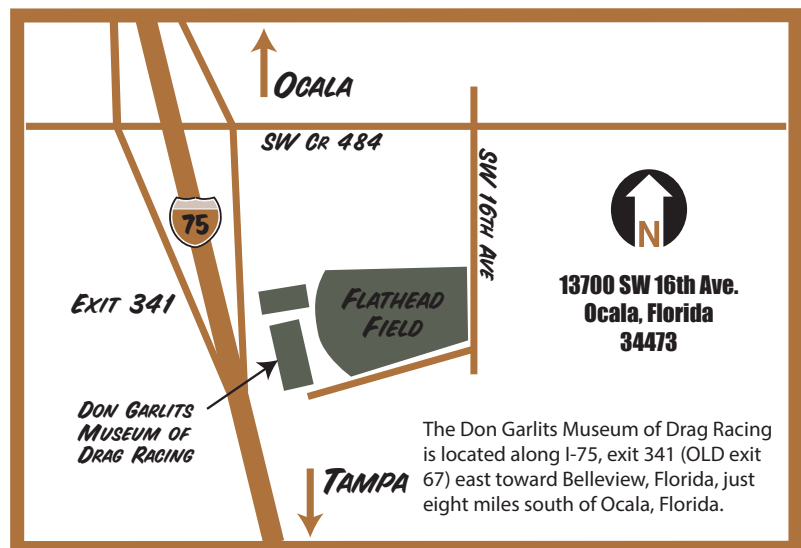 OCALA
SW CR 484
SW 16TH AVE
75
N
13700 SW 16th Ave.
Ocala, Florida
34473
EXIT 341
FLATHEAD
FIELD
DON GARLITS
MUSEUM OF
DRAG RACING
TAMPA
The Don Garlits Museum of Drag Racing
is located along I-75, exit 341 (OLD exit
67) east toward Belleview, Florida, just
eight miles south of Ocala, Florida.